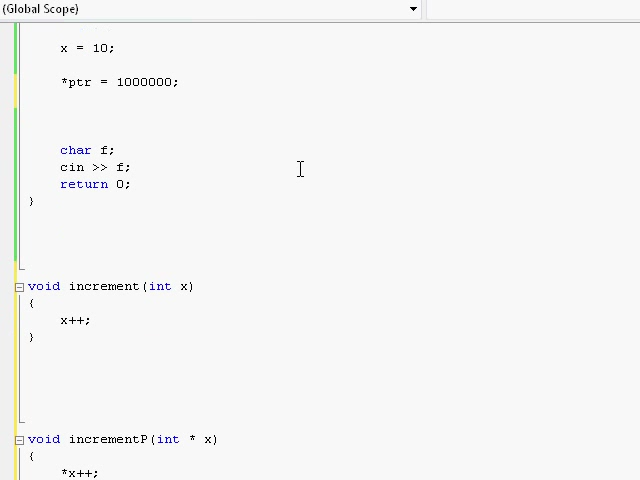 (Global Scope)
x = 10;
*ptr = 1000000;
char f;
cin >> f;
return 0;
}
void increment(int x)
{
x++;
}
void incrementP(int * x)
{
*x++;